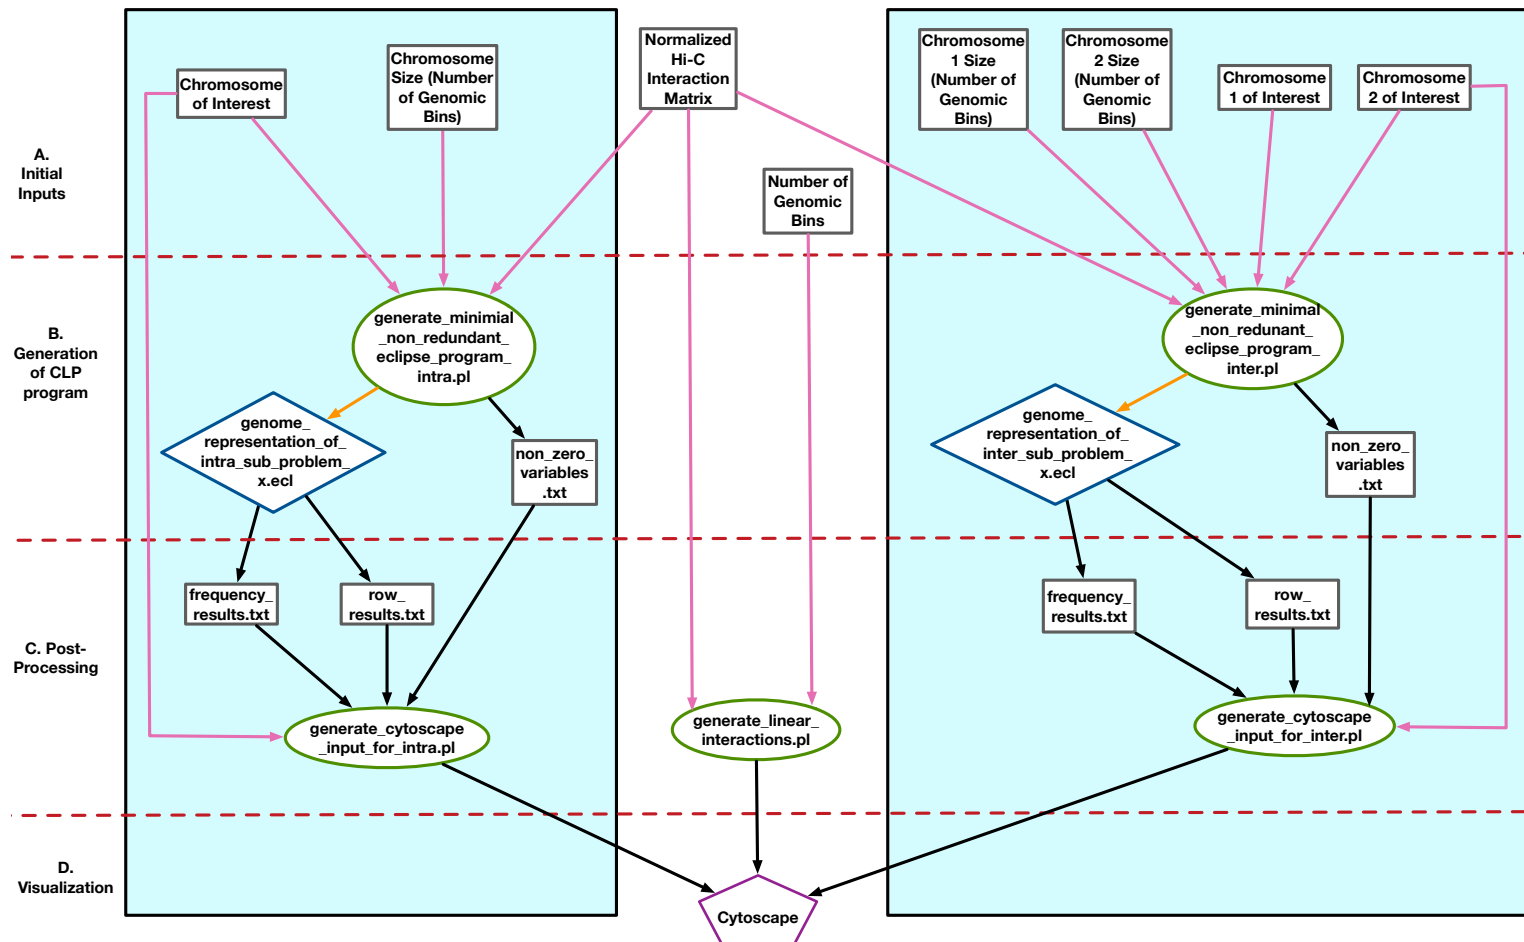 A.
Initial
Inputs
Chromosome
of Interest
Chromosome
Size (Number
of Genomic
Bins)
Normalized
Hi-C
Interaction
Matrix
Number of
Genomic
Bins
Chromosome
1 Size
(Number of
Genomic
Bins)
Chromosome
2 Size
(Number of
Genomic
Bins)
Chromosome
1 of Interest
Chromosome
2 of Interest
B.
Generation
of CLP
program
generate_minimial
_non_redundant_
eclipse_program_
intra.pl
genome_
representation_of_
intra_sub_problem_
x.ecl
non_zero_
variables
.txt
generate_minimal
_non_redunant_
eclipse_program_
inter.pl
genome_
representation_of_
inter_sub_problem_
x.ecl
non_zero_
variables
.txt
C. Post-
Processing
frequency_
results.txt
row_
results.txt
generate_cytoscape
_input_for_intra.pl
generate_linear_
interactions.pl
frequency_
results.txt
row_
results.txt
generate_cytoscape
_input_for_inter.pl
D.
Visualization
Cytoscape